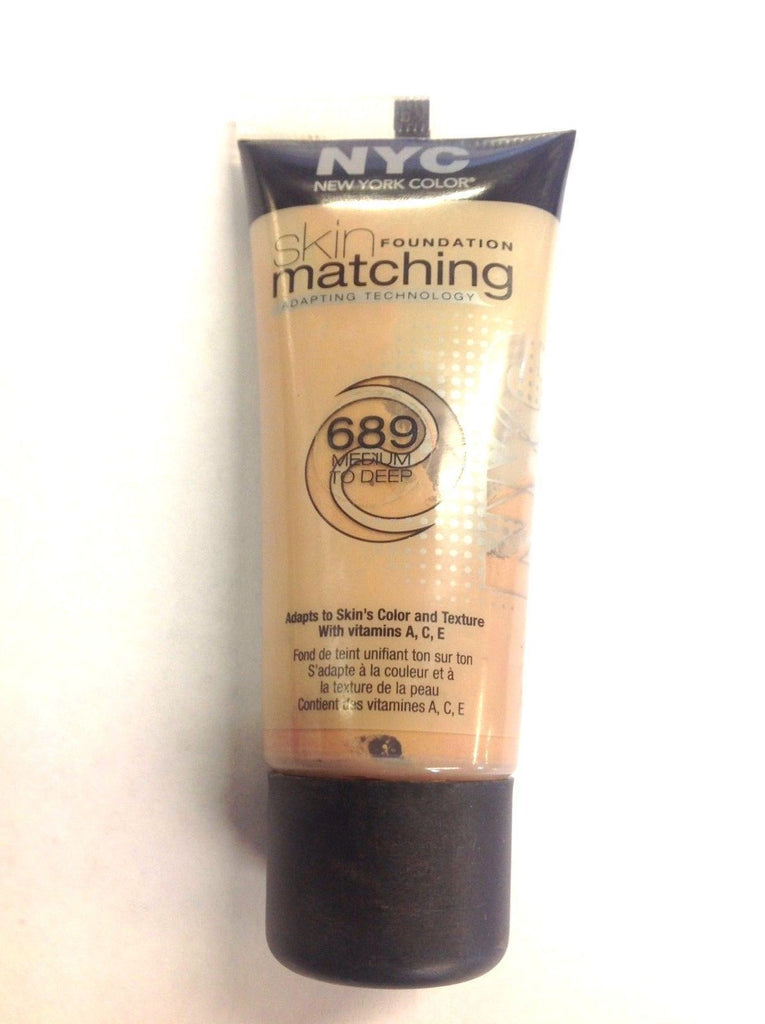 NYC
NEW YORK COLOR®
skin FOUNDATION
matching
ADAPTING TECHNOLOGY
689
MEDIUM
TO DEEP
NYC
Adapts to Skin's Color and Texture
With vitamins A, C, E
Fond de teint unifiant ton sur ton
S'adapte à la couleur et à
la texture de la peau
Contient des vitamines A, C, E